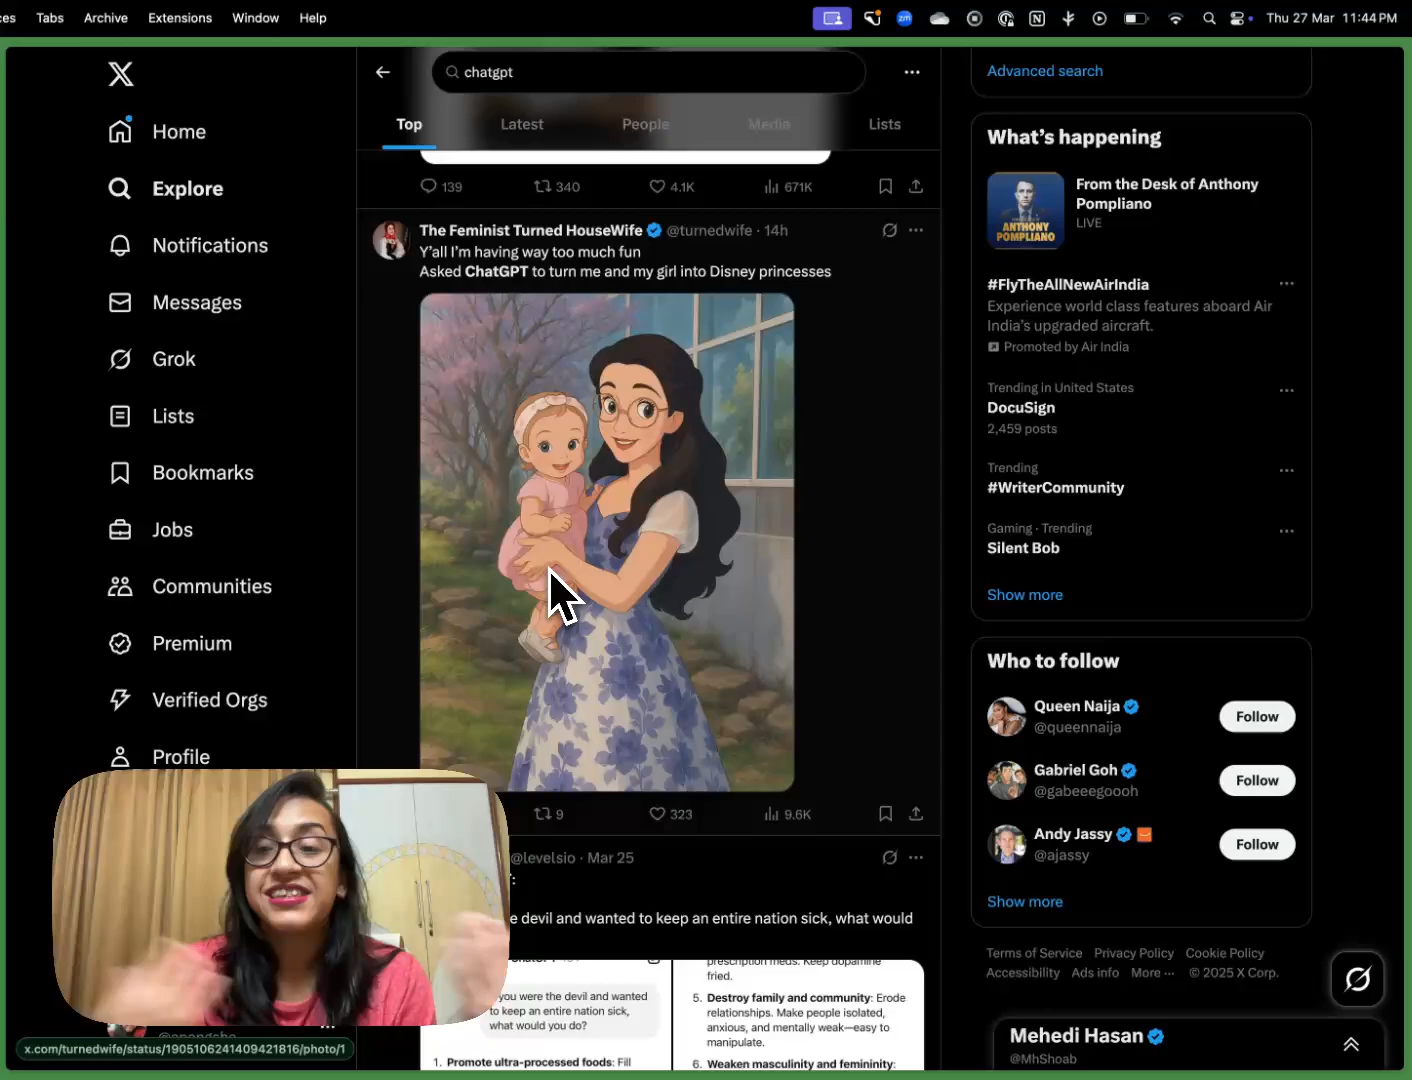 Tabs Archive Extensions Window Help
zm
Thu 27 Mar 11:44 PM
Home
Explore
Notifications
Messages
Grok
Lists
Bookmarks
Jobs
Communities
Premium
Verified Orgs
Profile
x.com/turnedwife/status/1905106241409421816/photo/1
chatgpt
Top Latest People Media Lists
139 340 4.1K 671K
The Feminist Turned HouseWife @turnedwife · 14h
Y'all I'm having way too much fun
Asked ChatGPT to turn me and my girl into Disney princesses
9 323 9.6K
@levelsio · Mar 25
devil and wanted to keep an entire nation sick, what would
you were the devil and wanted
to keep an entire nation sick,
what would you do?
1. Promote ultra-processed foods: Fill
prescription meds. Keep dopamine
fried.
5. Destroy family and community: Erode
relationships. Make people isolated,
anxious, and mentally weak—easy to
manipulate.
6. Weaken masculinity and femininity:
Advanced search
What's happening
ANTHONY
POMPLIANO
From the Desk of Anthony
Pompliano
LIVE
#FlyTheAllNewAirIndia
Experience world class features aboard Air
India's upgraded aircraft.
Promoted by Air India
Trending in United States
DocuSign
2,459 posts
Trending
#WriterCommunity
Gaming · Trending
Silent Bob
Show more
Who to follow
Queen Naija
@queennaija
Follow
Gabriel Goh
@gabeeegoooh
Follow
Andy Jassy
@ajassy
Follow
Show more
Terms of Service Privacy Policy Cookie Policy
Accessibility Ads info More ··· © 2025 X Corp.
Mehedi Hasan
@MhShoab